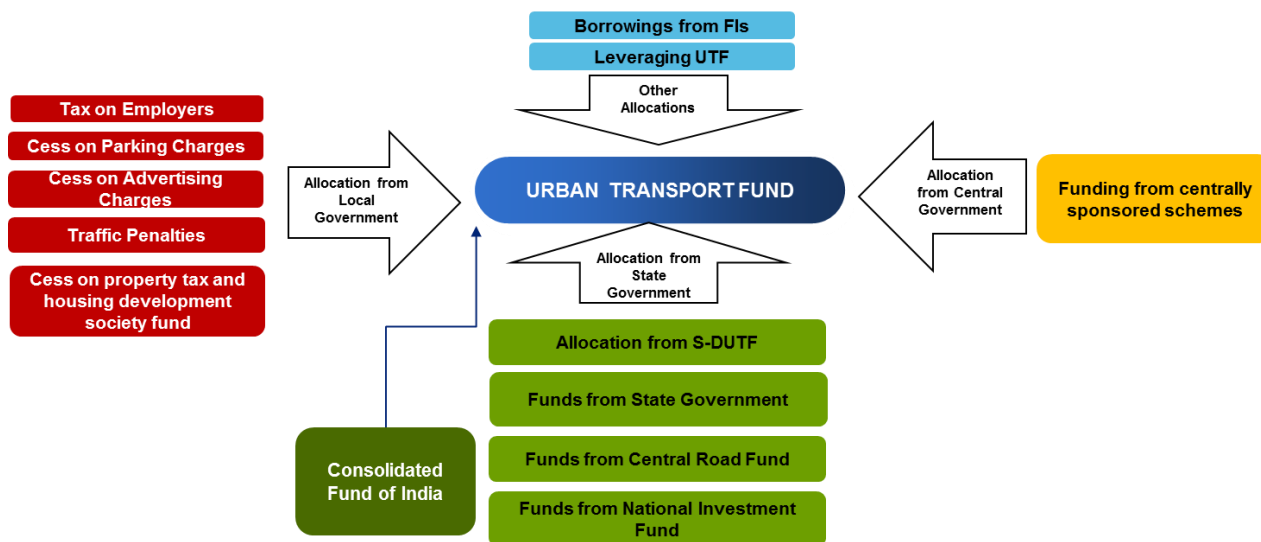 Borrowings from FIs
Leveraging UTF
Other
Allocations
Tax on Employers
Cess on Parking Charges
Cess on Advertising
Charges
Traffic Penalties
Cess on property tax and
housing development
society fund
Allocation from
Local
Government
URBAN TRANSPORT FUND
Allocation
from Central
Government
Funding from centrally
sponsored schemes
Allocation from
State
Government
Allocation from S-DUTF
Funds from State Government
Funds from Central Road Fund
Funds from National Investment
Fund
Consolidated
Fund of India